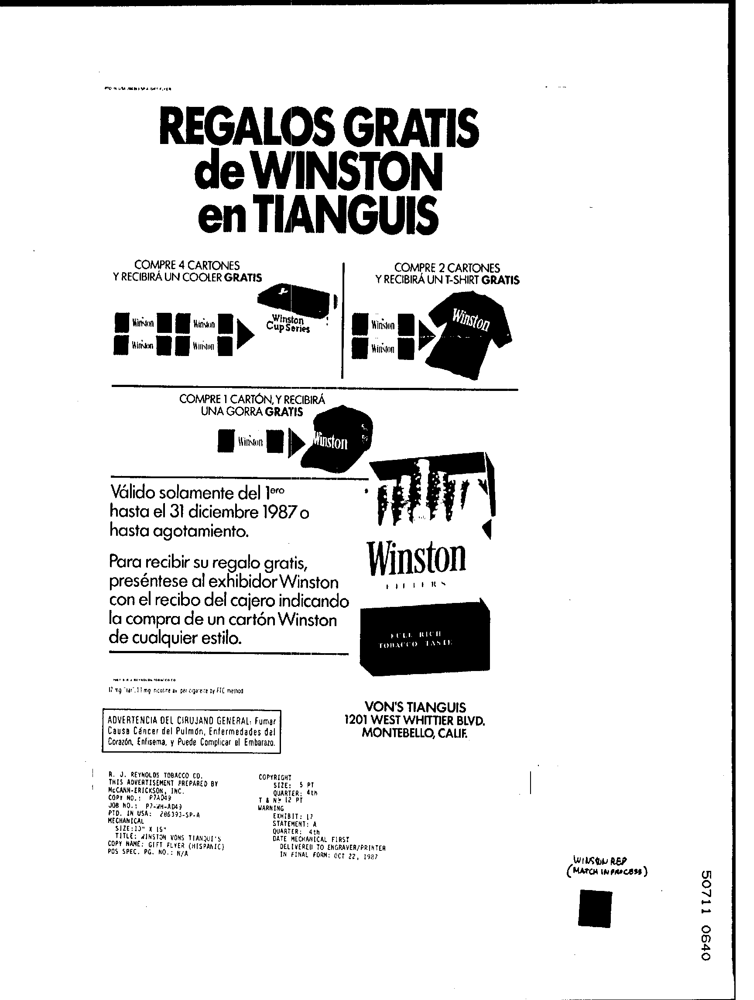 REGALOS GRATIS
de WINSTON
en TIANGUIS
COMPRE 4 CARTONES
Y RECIBIRÁ UN COOLER GRATIS
Winston Winston
Winston Winston
Winston
Cup Series
COMPRE 2 CARTONES
Y RECIBIRÁ UN T-SHIRT GRATIS
Winston
Winston
Winston
COMPRE 1 CARTÓN, Y RECIBIRÁ
UNA GORRA GRATIS
Winston
Winston
Válido solamente del 1ero
hasta el 31 diciembre 1987 o
hasta agotamiento.
Para recibir su regalo gratis,
preséntese al exhibidor Winston
con el recibo del cajero indicando
la compra de un cartón Winston
de cualquier estilo.
Winston
FILTERS
FULL RICH
TOBACCO TASTE
17 mg. "tar", 1.1 mg. nicotine av. per cigarette by FTC method
ADVERTENCIA DEL CIRUJANO GENERAL: Fumar
Causa Cáncer del Pulmón, Enfermedades del
Corazón, Enfisema, y Puede Complicar el Embarazo.
VON'S TIANGUIS
1201 WEST WHITTIER BLVD.
MONTEBELLO, CALIF.
R. J. REYNOLDS TOBACCO CO.
THIS ADVERTISEMENT PREPARED BY
McCANN-ERICKSON, INC.
COPY NO.: P7A049
JOB NO.: P7-WH-AD49
PTD. IN USA: 286393-SP-A
MECHANICAL
SIZE: 13" X 15"
TITLE: WINSTON VONS TIANQUI'S
COPY NAME: GIFT FLYER (HISPANIC)
POS SPEC. PG. NO.: N/A
COPYRIGHT
SIZE: 5 PT
QUARTER: 4th
T & N: 12 PT
WARNING
EXHIBIT: 17
STATEMENT: A
QUARTER: 4th
DATE MECHANICAL FIRST
DELIVERED TO ENGRAVER/PRINTER
IN FINAL FORM: OCT 22, 1987
WINSTON RED
(MATCH IN PROCESS)
50711 0640